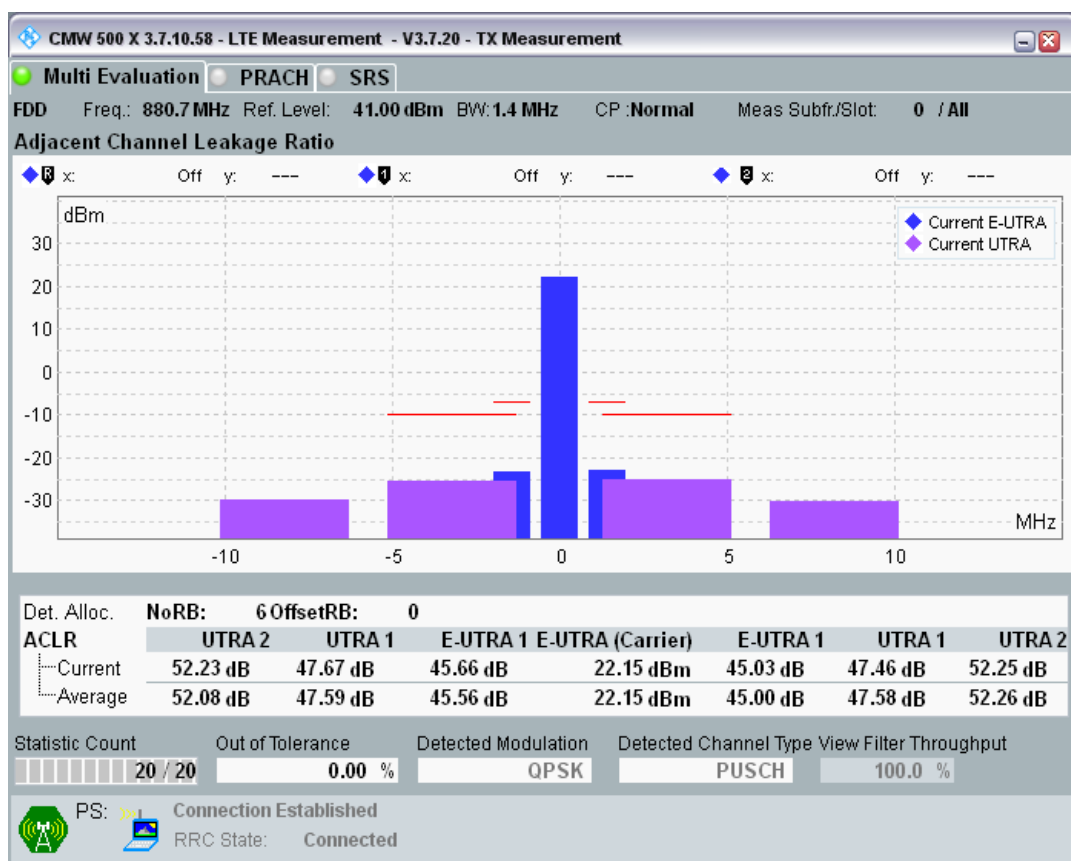 CMW 500 X 3.7.10.58 - LTE Measurement - V3.7.20 - TX Measurement
Multi Evaluation PRACH SRS
FDD Freq.: 880.7 MHz Ref. Level: 41.00 dBm BW: 1.4 MHz CP :Normal Meas Subfr./Slot: 0 / All
Adjacent Channel Leakage Ratio
R x: Off y: --- 1 x: Off y: --- 2 x: Off y: ---
dBm
Current E-UTRA
Current UTRA
30
20
10
0
-10
-20
-30
MHz
-10 -5 0 5 10
Det. Alloc. NoRB: 6 OffsetRB: 0
ACLR UTRA 2 UTRA 1 E-UTRA 1 E-UTRA (Carrier) E-UTRA 1 UTRA 1 UTRA 2
Current 52.23 dB 47.67 dB 45.66 dB 22.15 dBm 45.03 dB 47.46 dB 52.25 dB
Average 52.08 dB 47.59 dB 45.56 dB 22.15 dBm 45.00 dB 47.58 dB 52.26 dB
Statistic Count Out of Tolerance Detected Modulation Detected Channel Type View Filter Throughput
20 / 20 0.00 % QPSK PUSCH 100.0 %
PS: Connection Established
RRC State: Connected